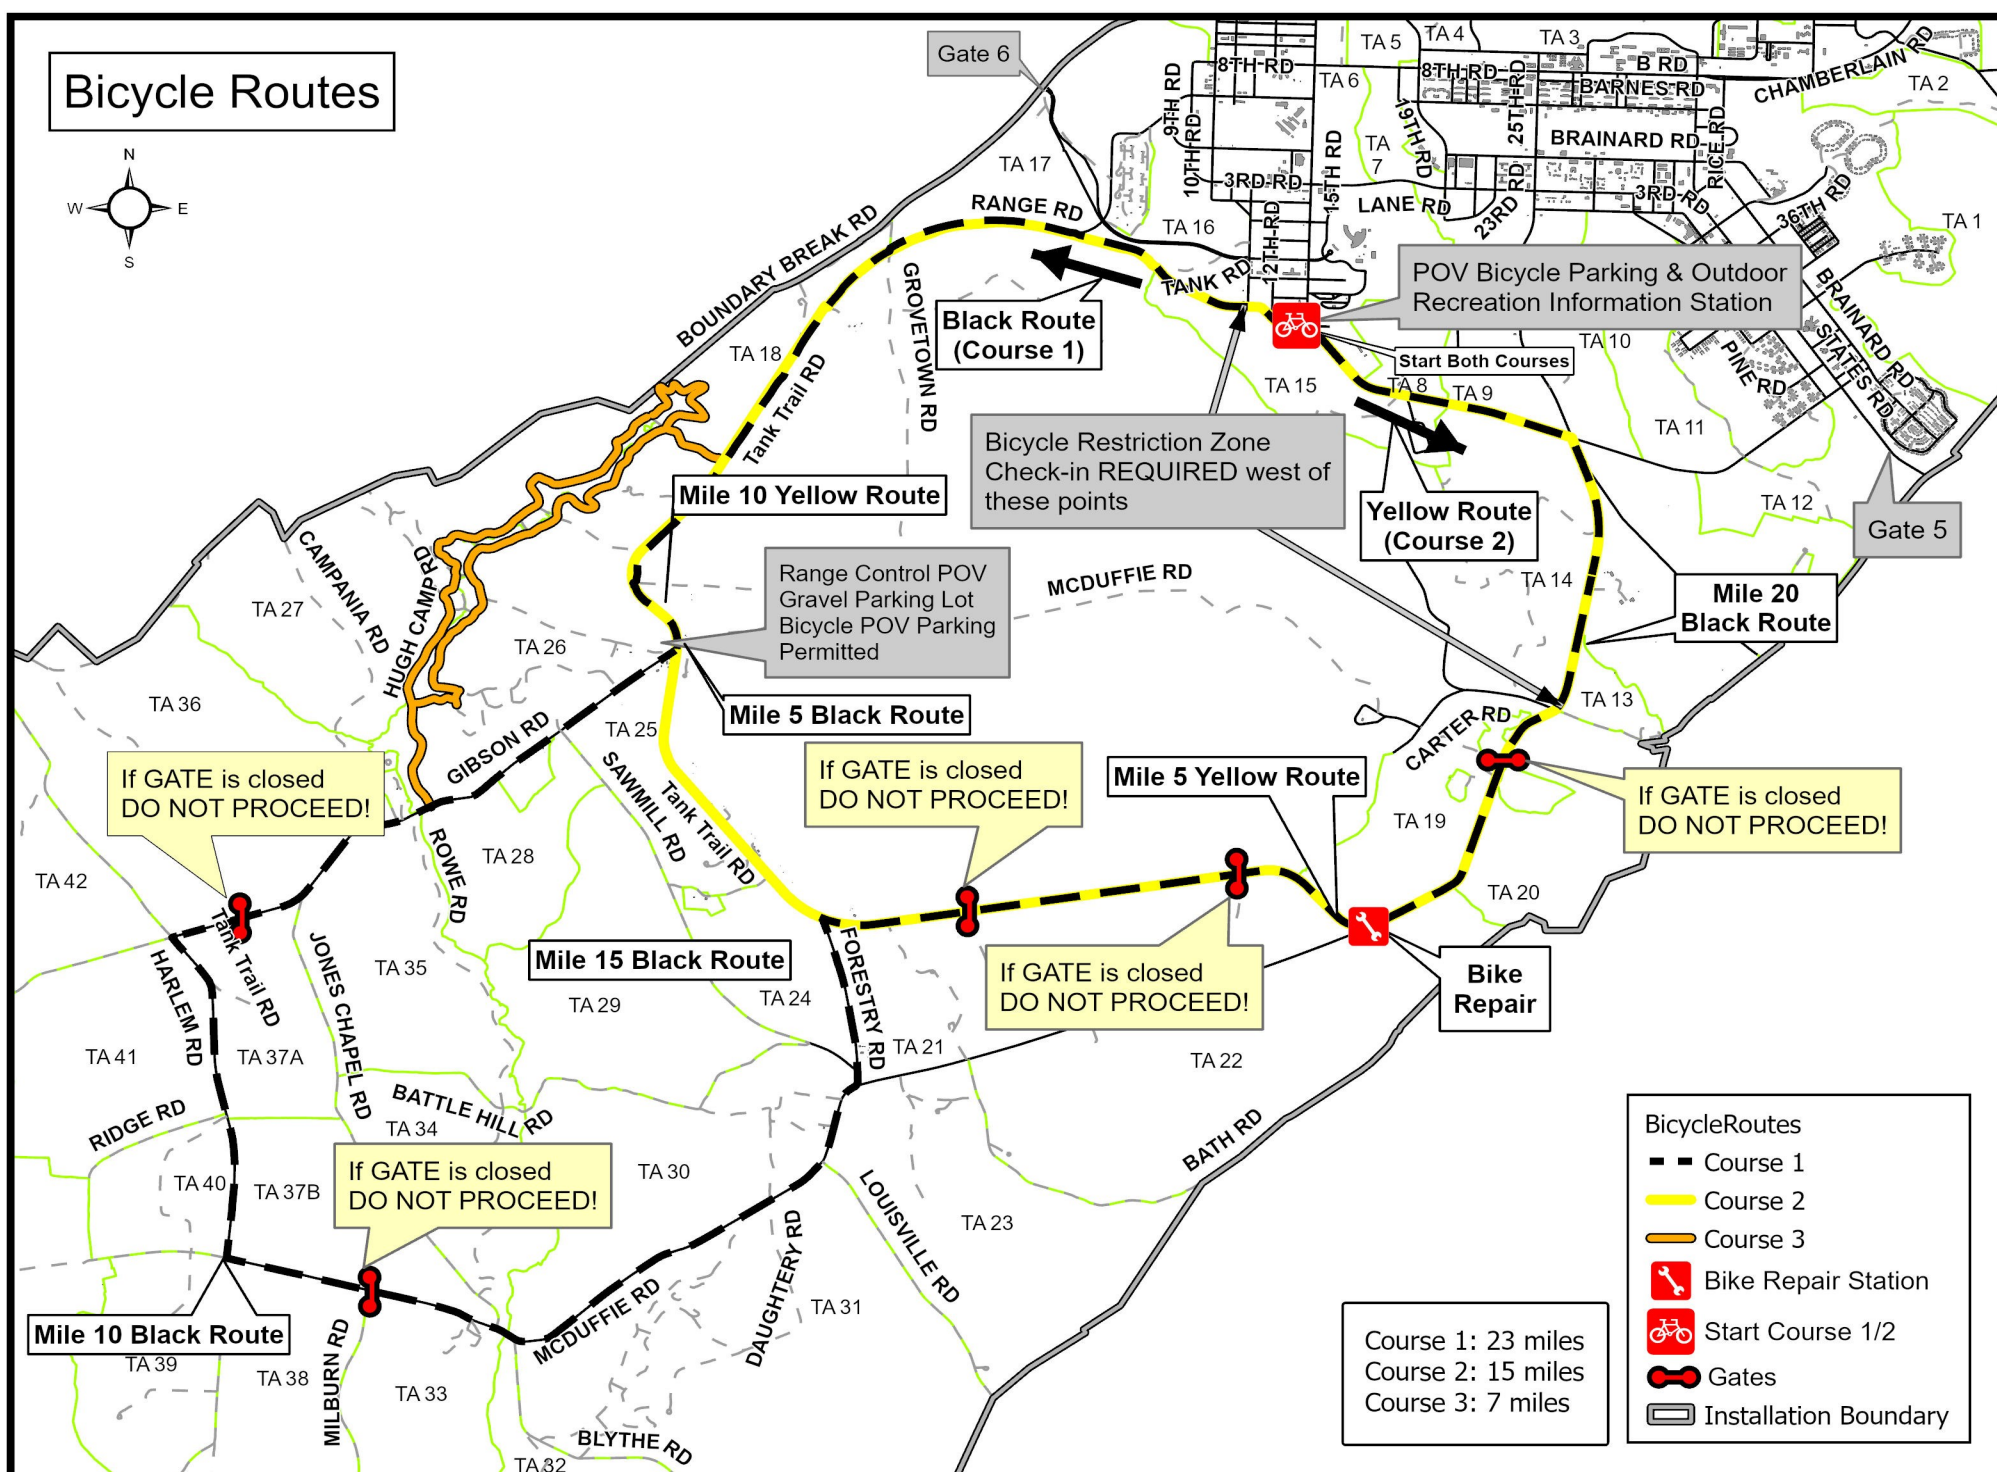 Bicycle Routes
N
W
E
S
Gate 6
TA 5
TA 4
TA 3
B RD
CHAMBERLAIN RD
TA 2
8TH RD
TA 6
8TH RD
BARNES RD
9TH RD
10TH RD
19TH RD
25TH RD
BRAINARD RD
RICE RD
TA 7
TA 17
3RD RD
15TH RD
LANE RD
23RD RD
3RD RD
36TH RD
TA 1
RANGE RD
TA 16
12TH RD
TANK RD
BOUNDARY BREAK RD
GROVETOWN RD
POV Bicycle Parking & Outdoor
Recreation Information Station
BRAINARD RD
STATES RD
PINE RD
Black Route
(Course 1)
Start Both Courses
TA 10
TA 18
TA 15
TA 8
TA 9
TA 11
Tank Trail RD
Bicycle Restriction Zone
Check-in REQUIRED west of
these points
Mile 10 Yellow Route
Yellow Route
(Course 2)
TA 12
Gate 5
CAMPANIA RD
HUGH CAMP RD
TA 27
TA 26
Range Control POV
Gravel Parking Lot
Bicycle POV Parking
Permitted
MCDUFFIE RD
TA 14
Mile 20
Black Route
TA 36
TA 25
Mile 5 Black Route
TA 13
CARTER RD
GIBSON RD
SAWMILL RD
Tank Trail RD
If GATE is closed
DO NOT PROCEED!
If GATE is closed
DO NOT PROCEED!
Mile 5 Yellow Route
If GATE is closed
DO NOT PROCEED!
TA 19
TA 28
ROWE RD
TA 42
TA 20
Tank Trail RD
HARLEM RD
JONES CHAPEL RD
TA 35
Mile 15 Black Route
TA 29
TA 24
FORESTRY RD
If GATE is closed
DO NOT PROCEED!
Bike
Repair
TA 41
TA 37A
TA 21
TA 22
RIDGE RD
BATTLE HILL RD
TA 34
BATH RD
TA 40
TA 37B
If GATE is closed
DO NOT PROCEED!
TA 30
LOUISVILLE RD
TA 23
DAUGHTERY RD
MCDUFFIE RD
TA 31
Mile 10 Black Route
TA 39
TA 38
MILBURN RD
TA 33
BLYTHE RD
TA 32
Course 1: 23 miles
Course 2: 15 miles
Course 3: 7 miles
BicycleRoutes
Course 1
Course 2
Course 3
Bike Repair Station
Start Course 1/2
Gates
Installation Boundary